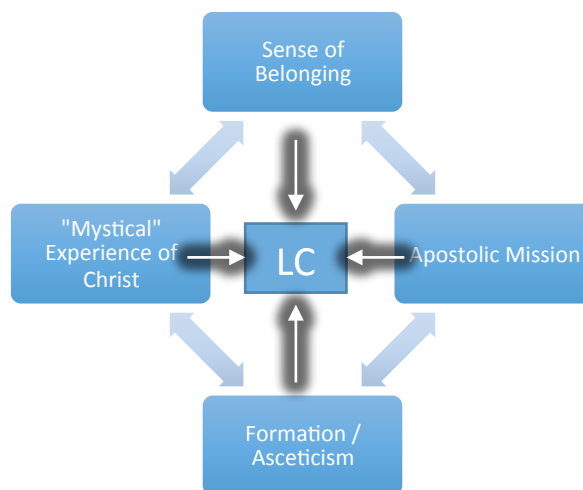 Sense of
Belonging
"Mystical"
Experience of
Christ
LC
Apostolic Mission
Formation /
Asceticism